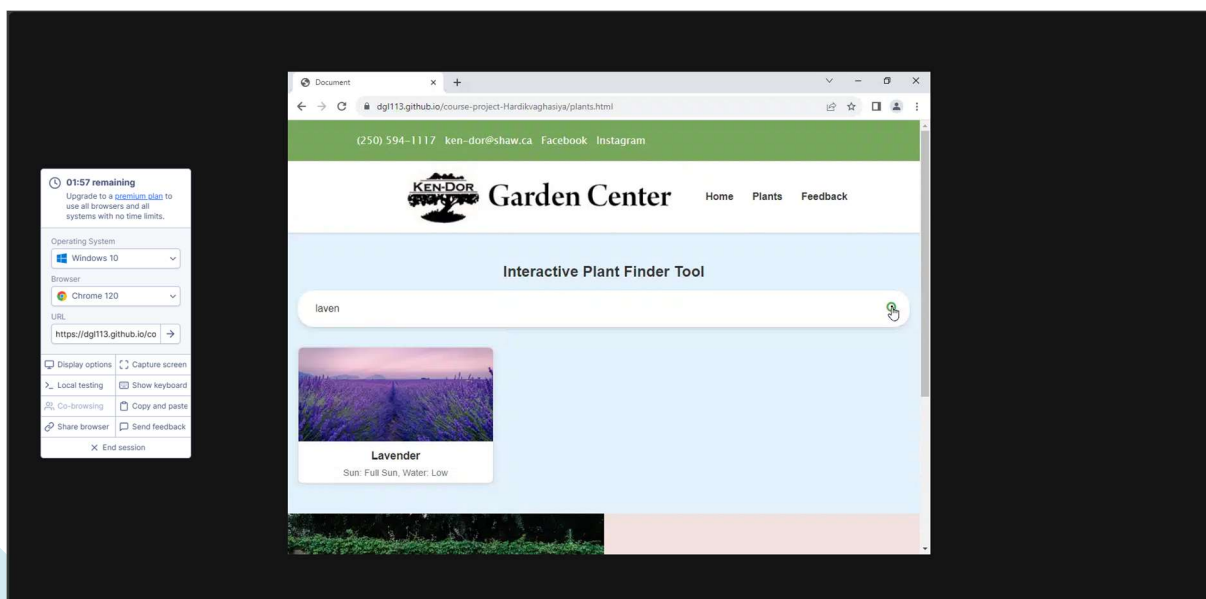 Document
dgl113.github.io/course-project-Hardikvaghasiya/plants.html
(250) 594-1117 ken-dor@shaw.ca Facebook Instagram
KEN-DOR
Garden Center
Home Plants Feedback
Interactive Plant Finder Tool
laven
Lavender
Sun: Full Sun, Water: Low
01:57 remaining
Upgrade to a premium plan to
use all browsers and all
systems with no time limits.
Operating System
Windows 10
Browser
Chrome 120
URL
https://dgl113.github.io/co
Display options Capture screen
Local testing Show keyboard
Co-browsing Copy and paste
Share browser Send feedback
End session